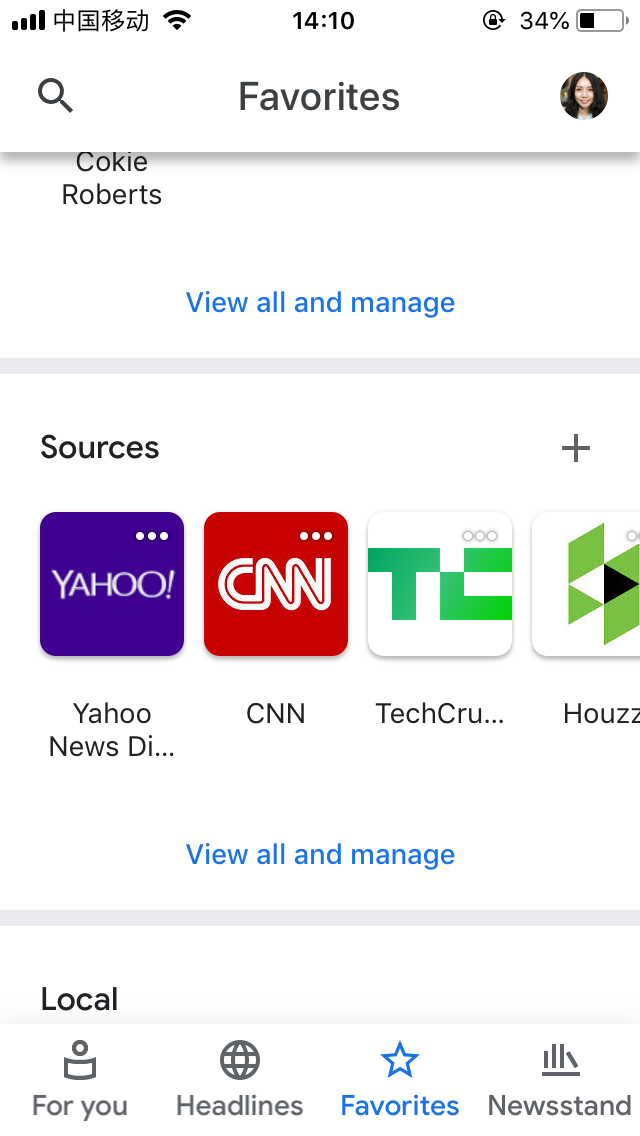 中国移动
14:10
34%
Favorites
Cokie
Roberts
View all and manage
Sources
YAHOO!
CNN
TC
Yahoo
News Di...
CNN
TechCru...
Houzz
View all and manage
Local
For you
Headlines
Favorites
Newsstand